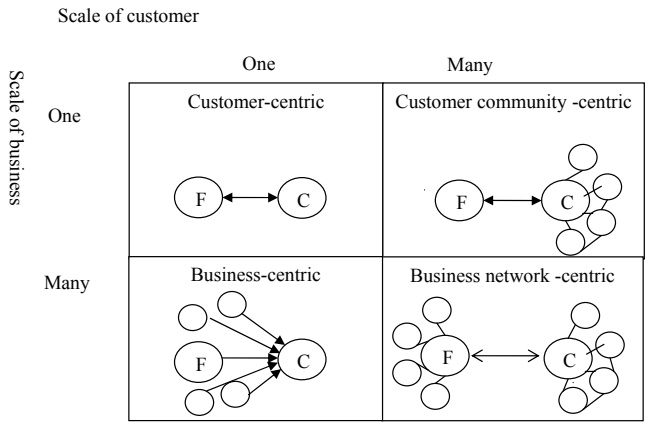 Scale of customer
One
Many
Scale of business
One
Customer-centric
Customer community -centric
F
C
F
C
Many
Business-centric
Business network -centric
F
C
F
C